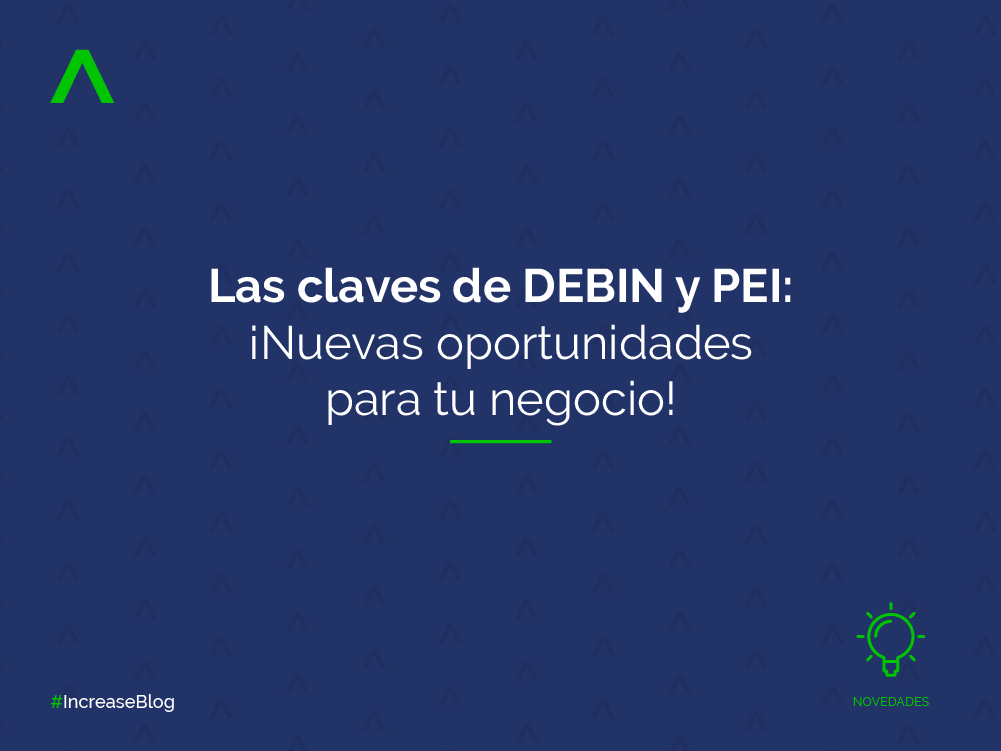 Las claves de DEBIN y PEI:
¡Nuevas oportunidades
para tu negocio!
#IncreaseBlog
NOVEDADES